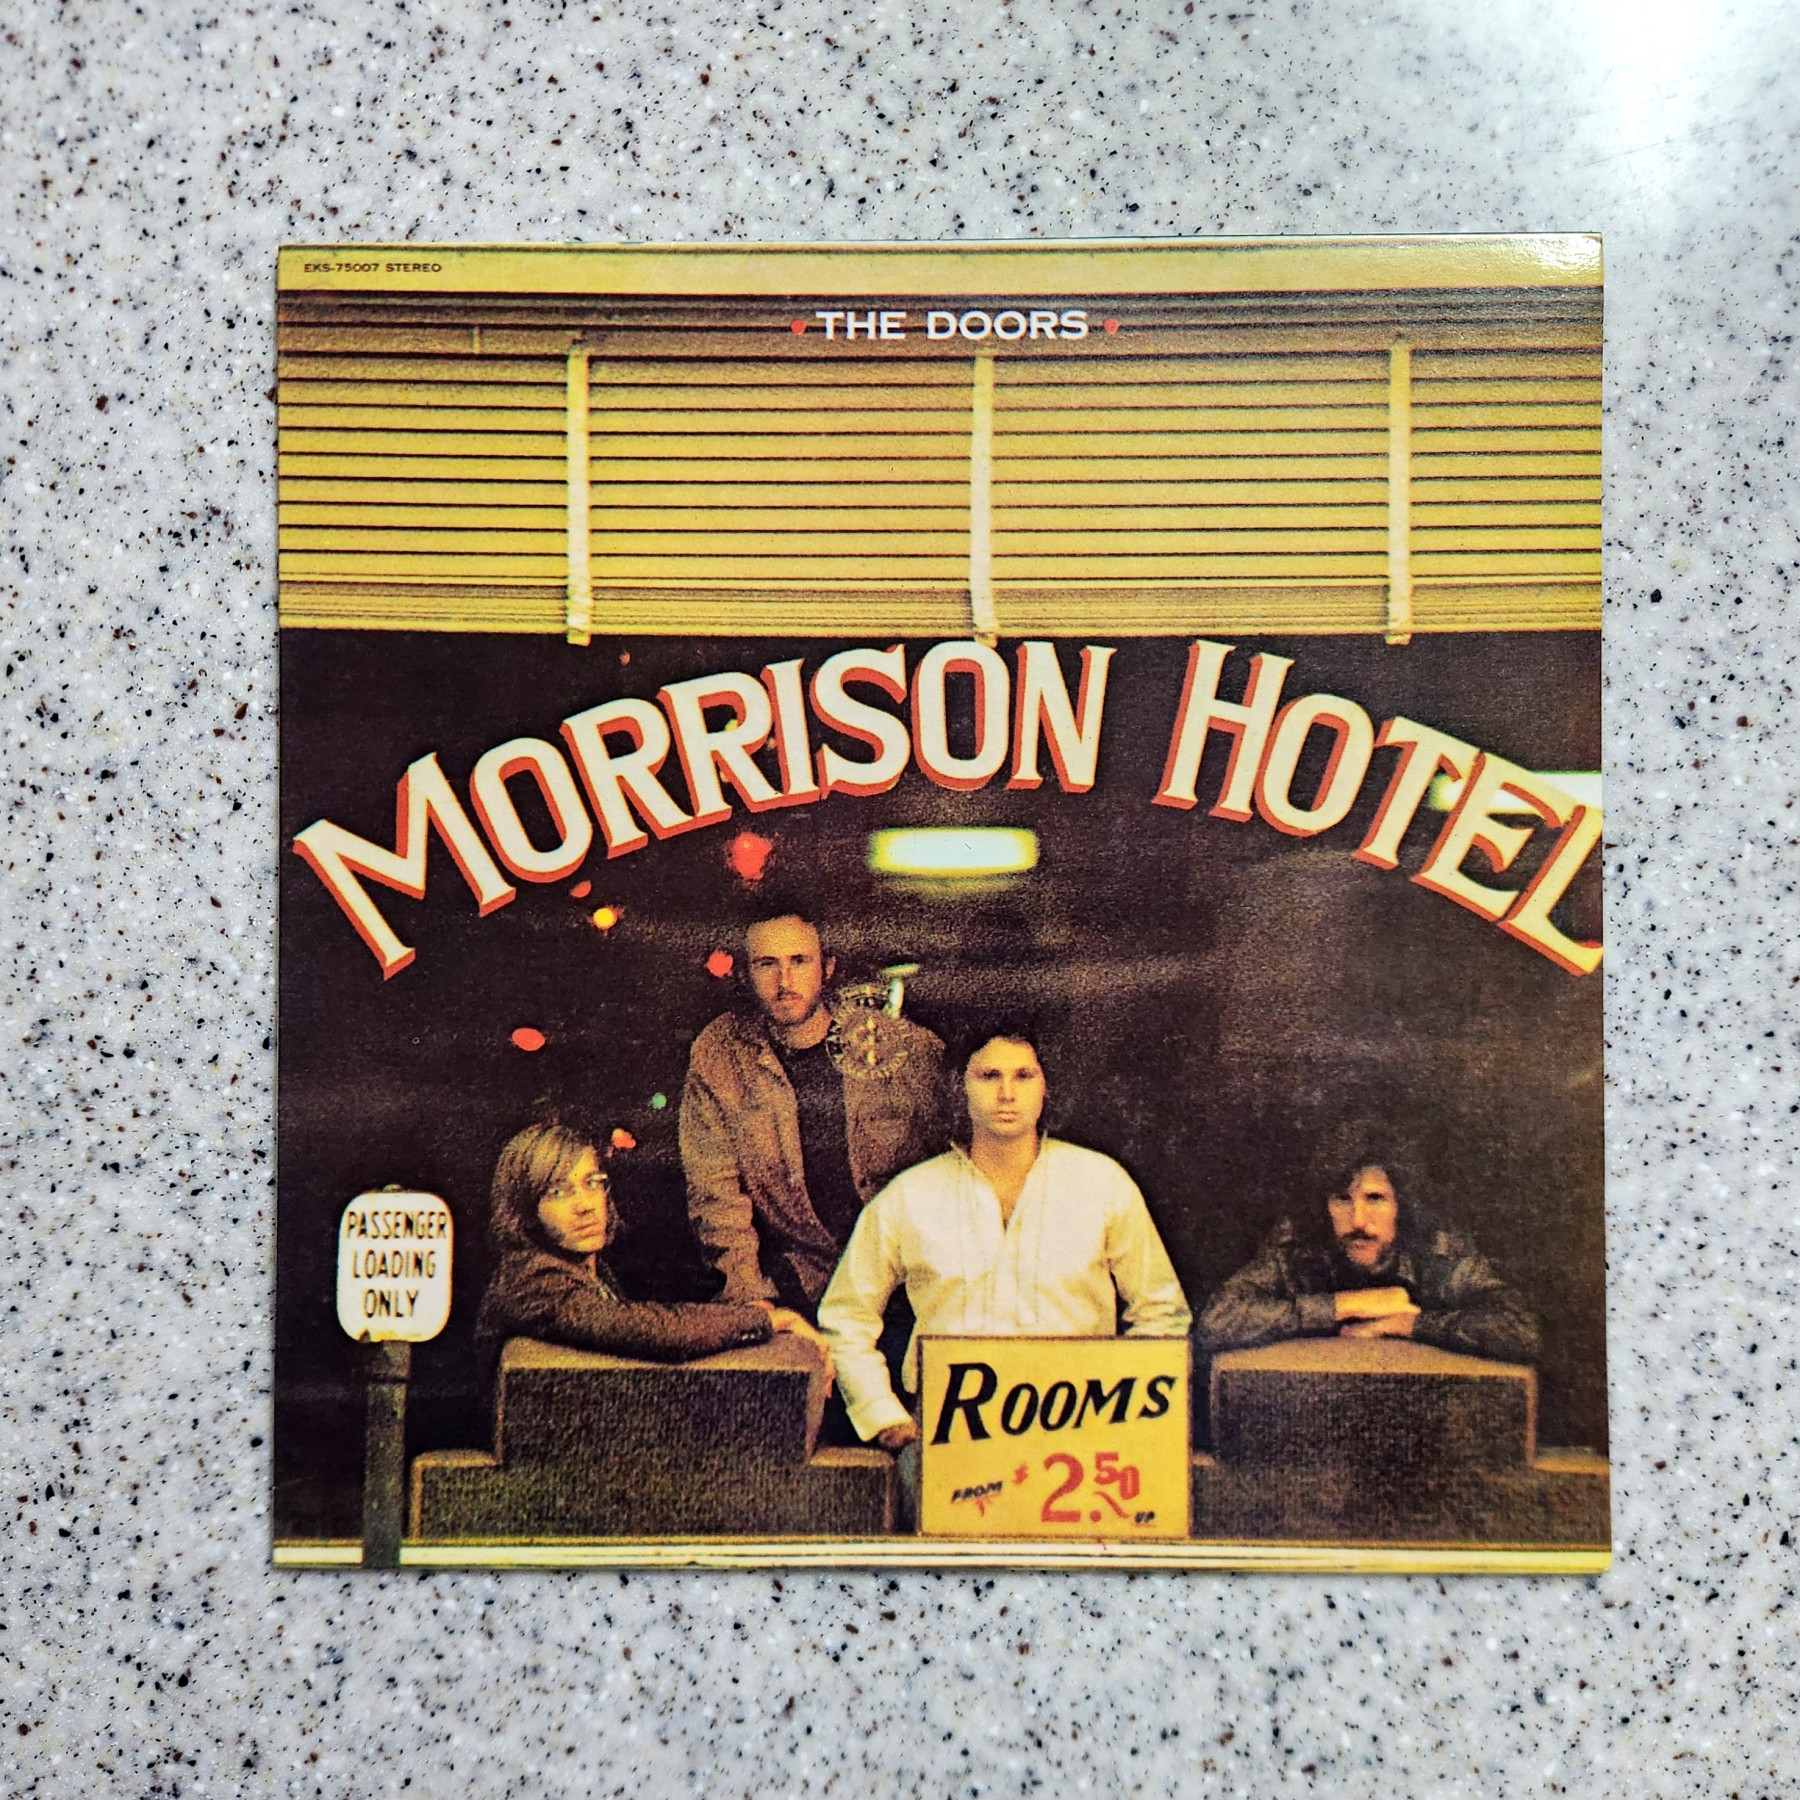 EKS-75007 STEREO
THE DOORS
MORRISON HOTEL
PASSENGER
LOADING
ONLY
ROOMS
FROM $2.50 UP